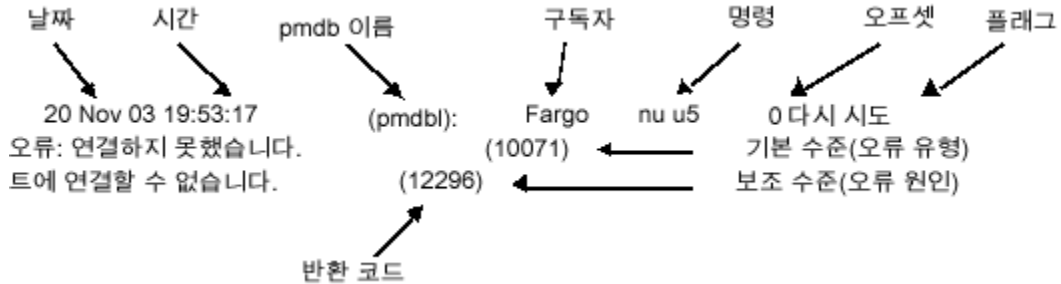 날짜 시간 pmdb 이름 구독자 명령 오프셋 플래그
20 Nov 03 19:53:17 (pmdbl): Fargo nu u5 0 다시 시도
오류: 연결하지 못했습니다. (10071) 기본 수준(오류 유형)
트에 연결할 수 없습니다. (12296) 보조 수준(오류 원인)
반환 코드